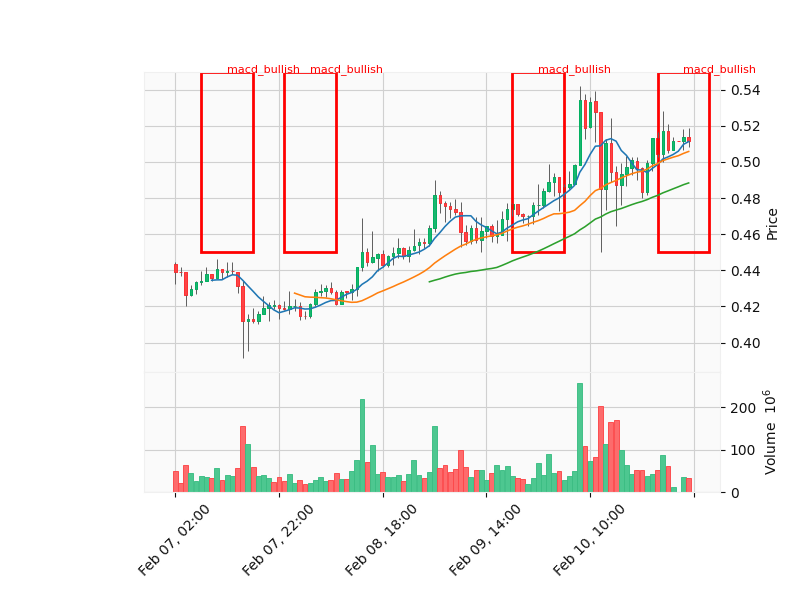 macd_bullish macd_bullish macd_bullish macd_bullish
0.54
0.52
0.50
0.48
0.46
0.44
0.42
0.40
Price
200
100
0
Volume 10^6
Feb 07, 02:00
Feb 07, 22:00
Feb 08, 18:00
Feb 09, 14:00
Feb 10, 10:00